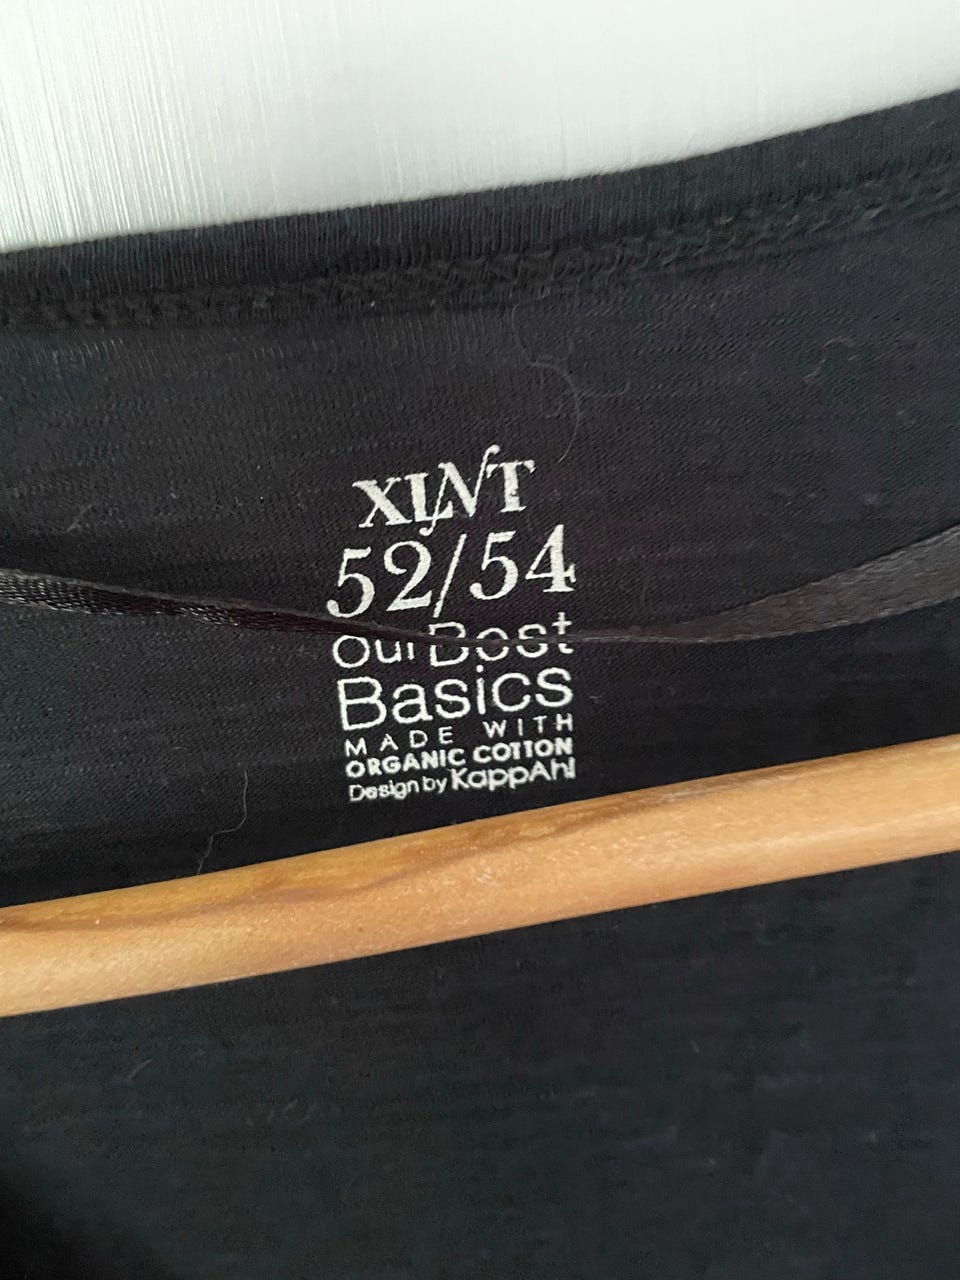 XLNT
52/54
Our Best
Basics
MADE WITH
ORGANIC COTTON
Design by KappAhl